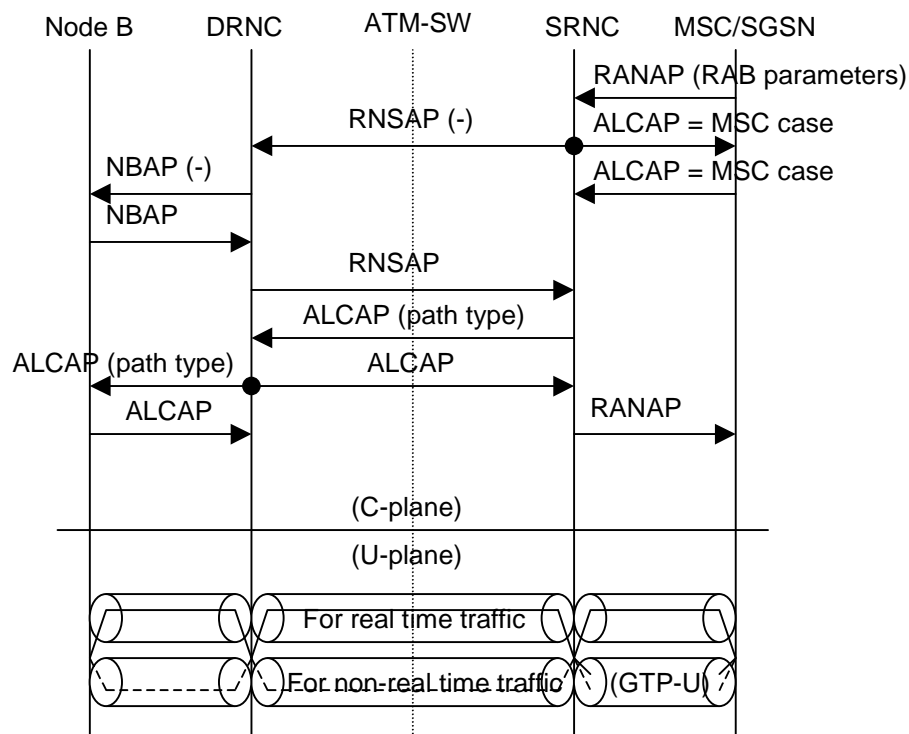 Node B DRNC ATM-SW SRNC MSC/SGSN
RANAP (RAB parameters)
RNSAP (-) ALCAP = MSC case
NBAP (-) ALCAP = MSC case
NBAP
RNSAP
ALCAP (path type)
ALCAP (path type) ALCAP
ALCAP RANAP
(C-plane)
(U-plane)
For real time traffic
For non-real time traffic (GTP-U)